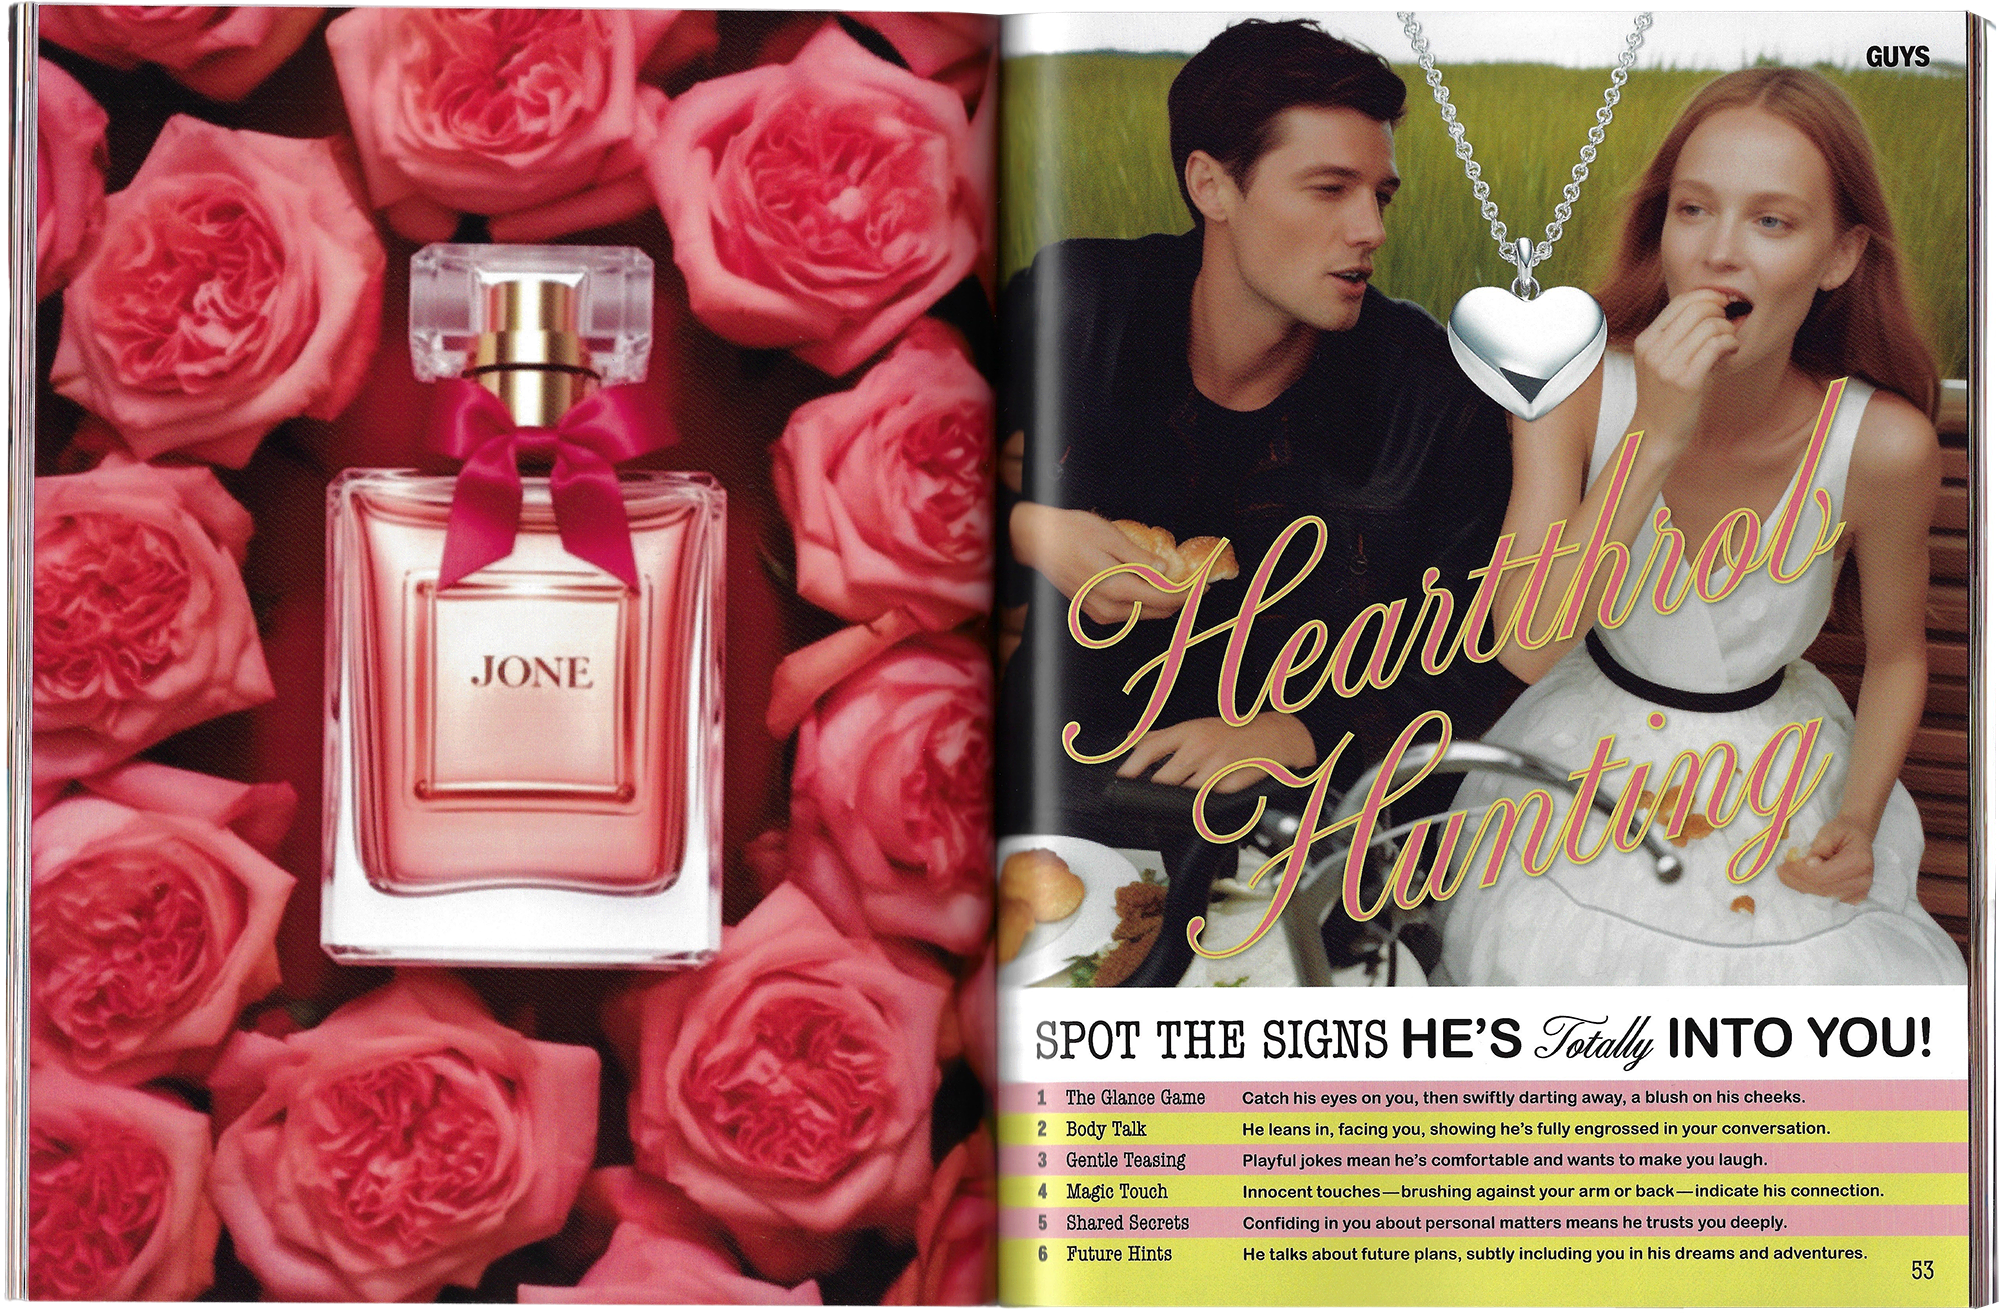 JONE
GUYS
Heartthrob
Hunting
SPOT THE SIGNS HE'S Totally INTO YOU!
1 The Glance Game Catch his eyes on you, then swiftly darting away, a blush on his cheeks.
2 Body Talk He leans in, facing you, showing he's fully engrossed in your conversation.
3 Gentle Teasing Playful jokes mean he's comfortable and wants to make you laugh.
4 Magic Touch Innocent touches—brushing against your arm or back—indicate his connection.
5 Shared Secrets Confiding in you about personal matters means he trusts you deeply.
6 Future Hints He talks about future plans, subtly including you in his dreams and adventures.
53